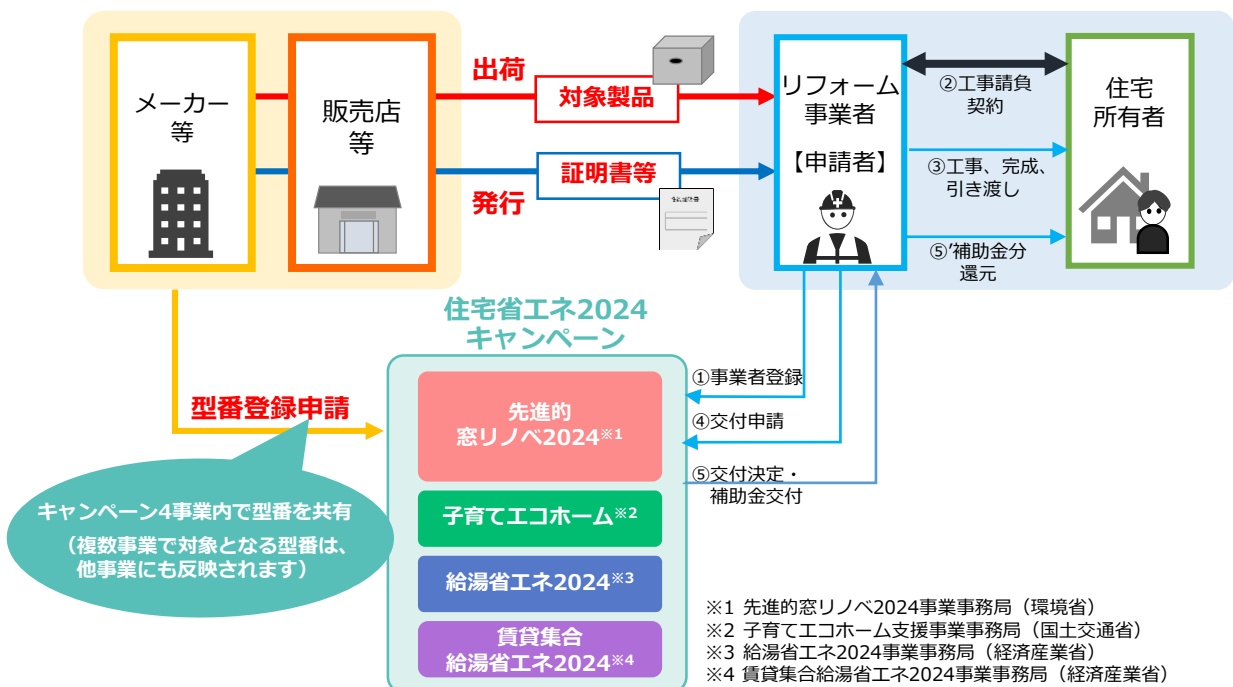 メーカー
等
販売店
等
出荷
対象製品
発行
証明書等
リフォーム
事業者
【申請者】
②工事請負
契約
③工事、完成、
引き渡し
⑤’補助金分
還元
住宅
所有者
住宅省エネ2024
キャンペーン
型番登録申請
キャンペーン4事業内で型番を共有
（複数事業で対象となる型番は、
他事業にも反映されます）
先進的
窓リノベ2024※1
子育てエコホーム※2
給湯省エネ2024※3
賃貸集合
給湯省エネ2024※4
①事業者登録
④交付申請
⑤交付決定・
補助金交付
※1 先進的窓リノベ2024事業事務局（環境省）
※2 子育てエコホーム支援事業事務局（国土交通省）
※3 給湯省エネ2024事業事務局（経済産業省）
※4 賃貸集合給湯省エネ2024事業事務局（経済産業省）